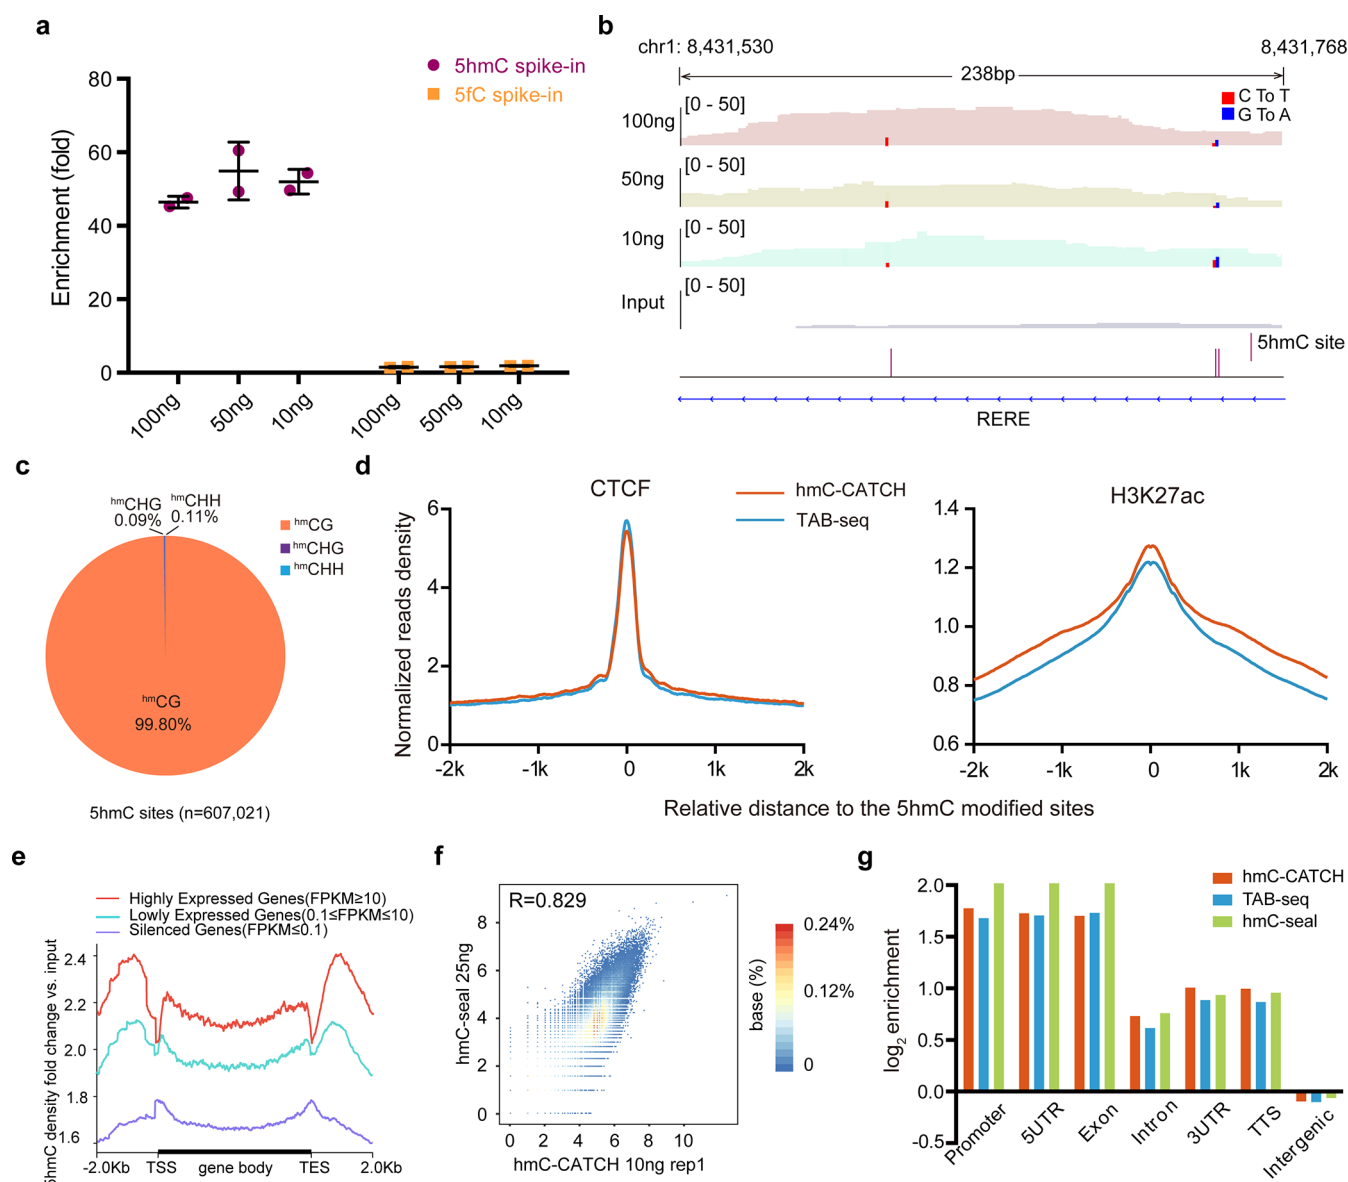 a
5hmC spike-in
5fC spike-in
Enrichment (fold)
80
60
40
20
0
100ng
50ng
10ng
100ng
50ng
10ng
b
chr1: 8,431,530
8,431,768
238bp
C To T
G To A
100ng
[0 - 50]
50ng
[0 - 50]
10ng
[0 - 50]
Input
[0 - 50]
5hmC site
RERE
c
hmCHG
0.09%
hmCHH
0.11%
hmCG
hmCHG
hmCHH
hmCG
99.80%
5hmC sites (n=607,021)
d
CTCF
hmC-CATCH
TAB-seq
Normalized reads density
6
4
2
0
-2k
-1k
0
1k
2k
H3K27ac
1.4
1.2
1.0
0.8
0.6
-2k
-1k
0
1k
2k
Relative distance to the 5hmC modified sites
e
Highly Expressed Genes(FPKM≥10)
Lowly Expressed Genes(0.1≤FPKM≤10)
Silenced Genes(FPKM≤0.1)
5hmC density fold change vs. input
2.4
2.2
2.0
1.8
1.6
-2.0Kb
TSS
gene body
TES
2.0Kb
f
R=0.829
hmC-seal 25ng
8
6
4
2
0
0
2
4
6
8
10
hmC-CATCH 10ng rep1
base (%)
0.24%
0.12%
0
g
hmC-CATCH
TAB-seq
hmC-seal
log2 enrichment
2.0
1.5
1.0
0.5
0.0
-0.5
Promoter
5UTR
Exon
Intron
3UTR
TTS
Intergenic